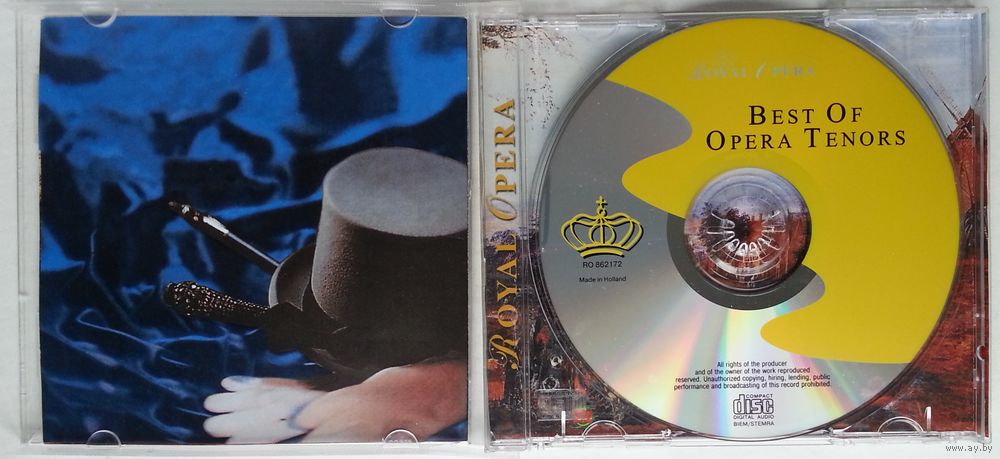 ROYAL OPERA
ROYAL OPERA
BEST OF
OPERA TENORS
RO 862172
Made in Holland
All rights of the producer
and of the owner of the work reproduced
reserved. Unauthorized copying, hiring, lending, public
performance and broadcasting of this record prohibited.
COMPACT
disc
DIGITAL AUDIO
BIEM/STEMRA
www.ay.by